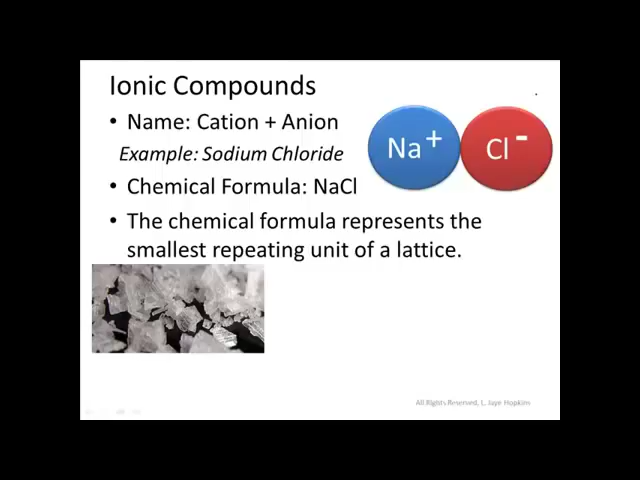 Ionic Compounds
• Name: Cation + Anion
Example: Sodium Chloride
• Chemical Formula: NaCl
• The chemical formula represents the
smallest repeating unit of a lattice.
Na+
Cl-
All Rights Reserved, L. Jaye Hopkins